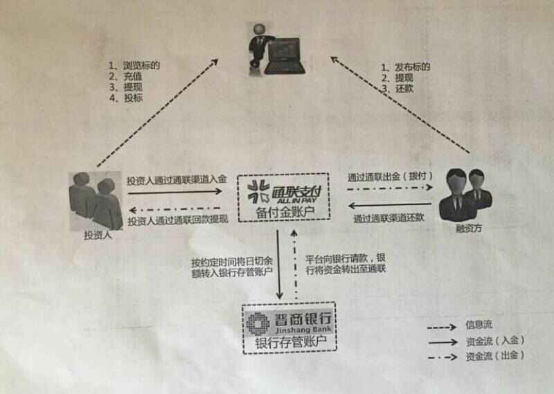 1、浏览标的
2、充值
3、提现
4、投标
1、发布标的
2、提现
3、还款
投资人通过通联渠道入金
投资人通过通联回款提现
投资人
通联支付
ALL IN PAY
备付金账户
通过通联出金（拨付）
通过通联渠道还款
融资方
按约定时间将日切余
额转入银行存管账户
平台向银行请款，银
行将资金转出至通联
晋商银行
Jinshang Bank
银行存管账户
信息流
资金流（入金）
资金流（出金）